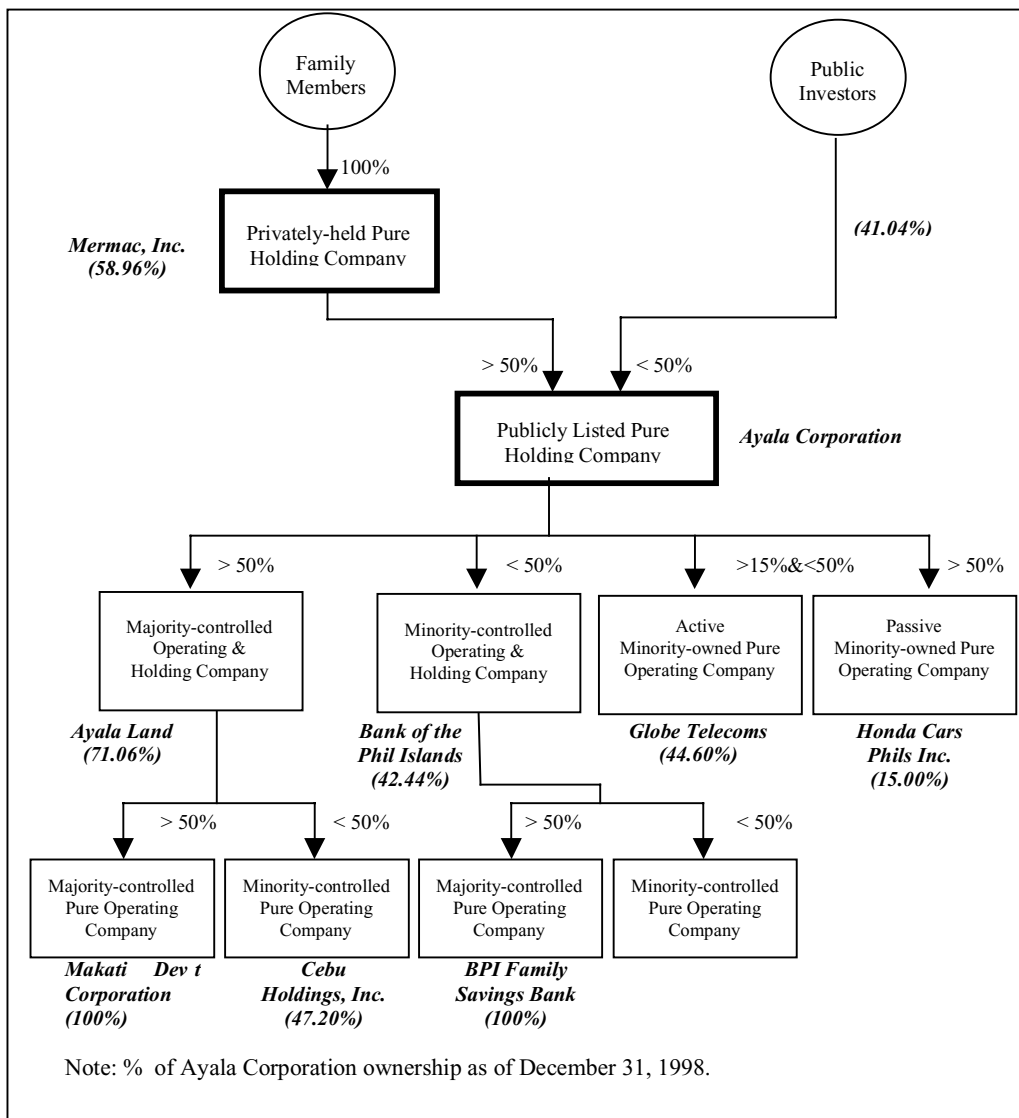 Family
Members
Public
Investors
100%
Mermac, Inc.
(58.96%)
Privately-held Pure
Holding Company
(41.04%)
> 50%
< 50%
Publicly Listed Pure
Holding Company
Ayala Corporation
> 50%
< 50%
>15%&<50%
> 50%
Majority-controlled
Operating &
Holding Company
Minority-controlled
Operating &
Holding Company
Active
Minority-owned Pure
Operating Company
Passive
Minority-owned Pure
Operating Company
Ayala Land
(71.06%)
Bank of the
Phil Islands
(42.44%)
Globe Telecoms
(44.60%)
Honda Cars
Phils Inc.
(15.00%)
> 50%
< 50%
> 50%
< 50%
Majority-controlled
Pure Operating
Company
Minority-controlled
Pure Operating
Company
Majority-controlled
Pure Operating
Company
Minority-controlled
Pure Operating
Company
Makati Dev t
Corporation
(100%)
Cebu
Holdings, Inc.
(47.20%)
BPI Family
Savings Bank
(100%)
Note: % of Ayala Corporation ownership as of December 31, 1998.